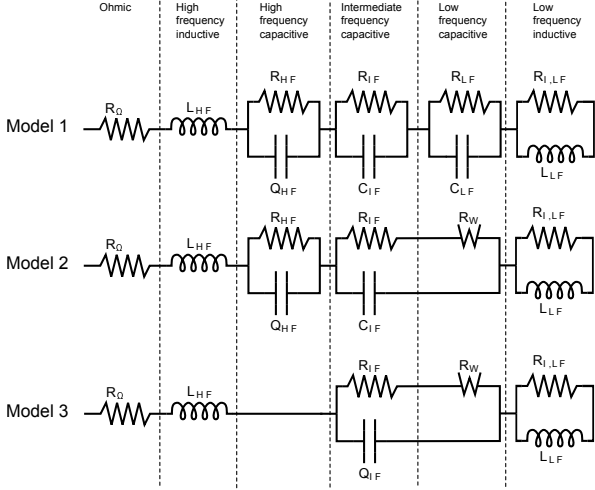 Ohmic
High frequency inductive
High frequency capacitive
Intermediate frequency capacitive
Low frequency capacitive
Low frequency inductive
Model 1
RΩ
LHF
RHF
QHF
RIF
CIF
RLF
CLF
RI,LF
LLF
Model 2
RΩ
LHF
RHF
QHF
RIF
RW
CIF
RI,LF
LLF
Model 3
RΩ
LHF
RIF
RW
QIF
RI,LF
LLF